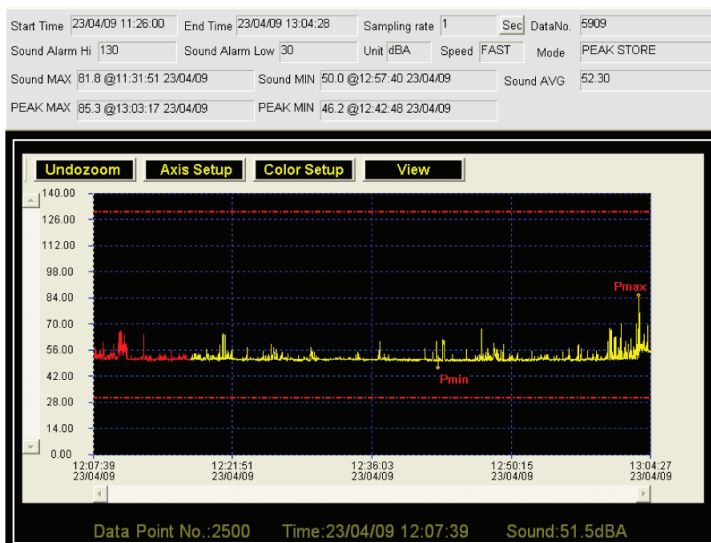 Start Time 23/04/09 11:26:00 End Time 23/04/09 13:04:28 Sampling rate 1 Sec DataNo. 5909
Sound Alarm Hi 130 Sound Alarm Low 30 Unit dBA Speed FAST Mode PEAK STORE
Sound MAX 81.8 @11:31:51 23/04/09 Sound MIN 50.0 @12:57:40 23/04/09 Sound AVG 52.30
PEAK MAX 85.3 @13:03:17 23/04/09 PEAK MIN 46.2 @12:42:48 23/04/09
Undozoom Axis Setup Color Setup View
140.00
126.00
112.00
98.00
84.00
Pmax
70.00
56.00
42.00
Pmin
28.00
14.00
0.00
12:07:39 12:21:51 12:36:03 12:50:15 13:04:27
23/04/09 23/04/09 23/04/09 23/04/09 23/04/09
Data Point No.:2500 Time:23/04/09 12:07:39 Sound:51.5dBA